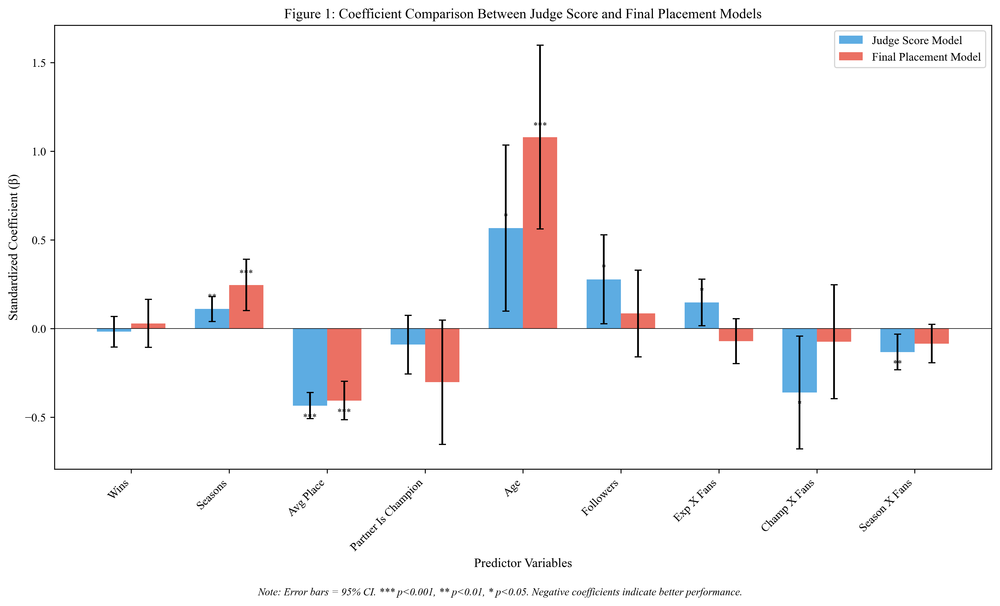 Figure 1: Coefficient Comparison Between Judge Score and Final Placement Models
Judge Score Model
Final Placement Model
Standardized Coefficient (β)
1.5
1.0
0.5
0.0
−0.5
***
*
***
**
*
*
***
***
*
**
Wins
Seasons
Avg Place
Partner Is Champion
Age
Followers
Exp X Fans
Champ X Fans
Season X Fans
Predictor Variables
Note: Error bars = 95% CI. *** p<0.001, ** p<0.01, * p<0.05. Negative coefficients indicate better performance.